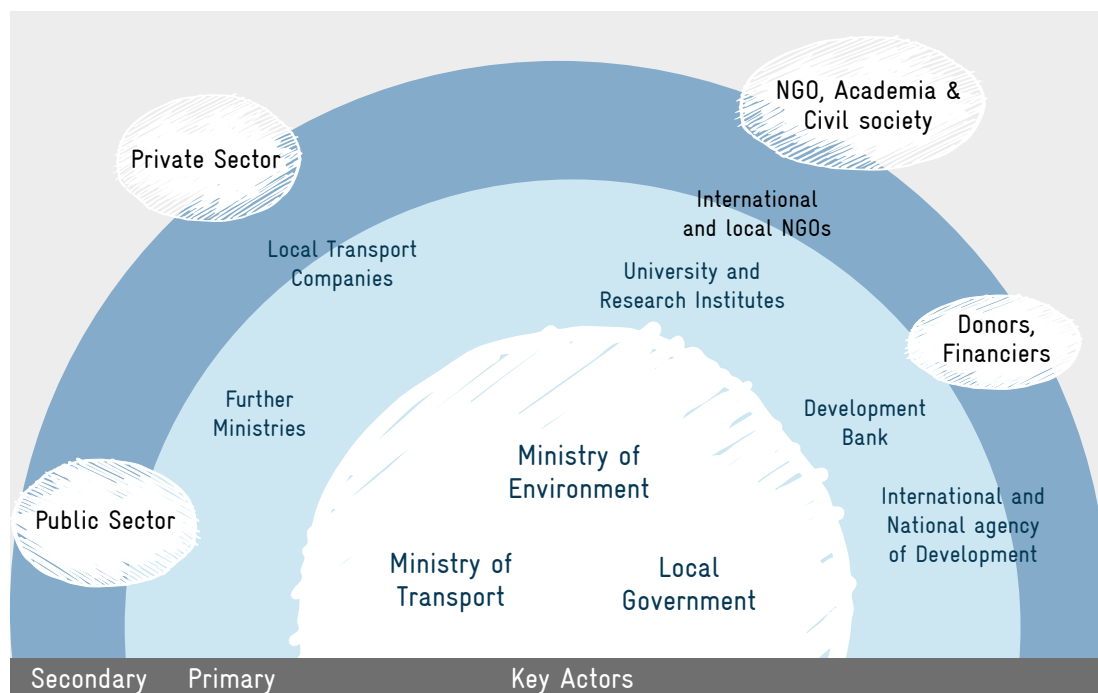 NGO, Academia &
Civil society
Private Sector
International
and local NGOs
Local Transport
Companies
University and
Research Institutes
Donors,
Financiers
Further
Ministries
Development
Bank
Ministry of
Environment
Public Sector
International and
National agency
of Development
Ministry of
Transport
Local
Government
Secondary
Primary
Key Actors